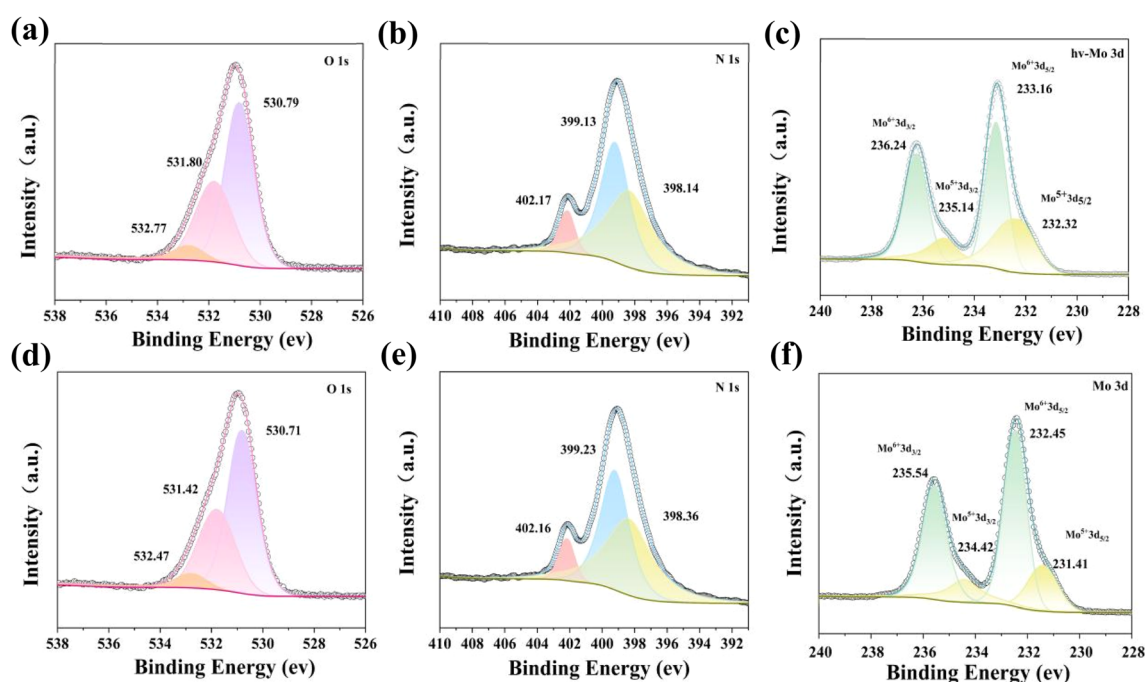 (a)
O 1s
530.79
531.80
532.77
Intensity（a.u.)
538 536 534 532 530 528 526
Binding Energy (ev)
(b)
N 1s
399.13
402.17
398.14
Intensity（a.u.)
410 408 406 404 402 400 398 396 394 392
Binding Energy (ev)
(c)
hv-Mo 3d
Mo6+3d5/2
233.16
Mo6+3d3/2
236.24
Mo5+3d3/2
235.14
Mo5+3d5/2
232.32
Intensity (a.u.)
240 238 236 234 232 230 228
Binding Energy (ev)
(d)
O 1s
530.71
531.42
532.47
Intensity（a.u.)
538 536 534 532 530 528 526
Binding Energy (ev)
(e)
N 1s
399.23
402.16
398.36
Intensity（a.u.)
410 408 406 404 402 400 398 396 394 392
Binding Energy (ev)
(f)
Mo 3d
Mo6+3d5/2
232.45
Mo6+3d3/2
235.54
Mo5+3d3/2
234.42
Mo5+3d5/2
231.41
Intensity（a.u.)
240 238 236 234 232 230 228
Binding Energy (ev)